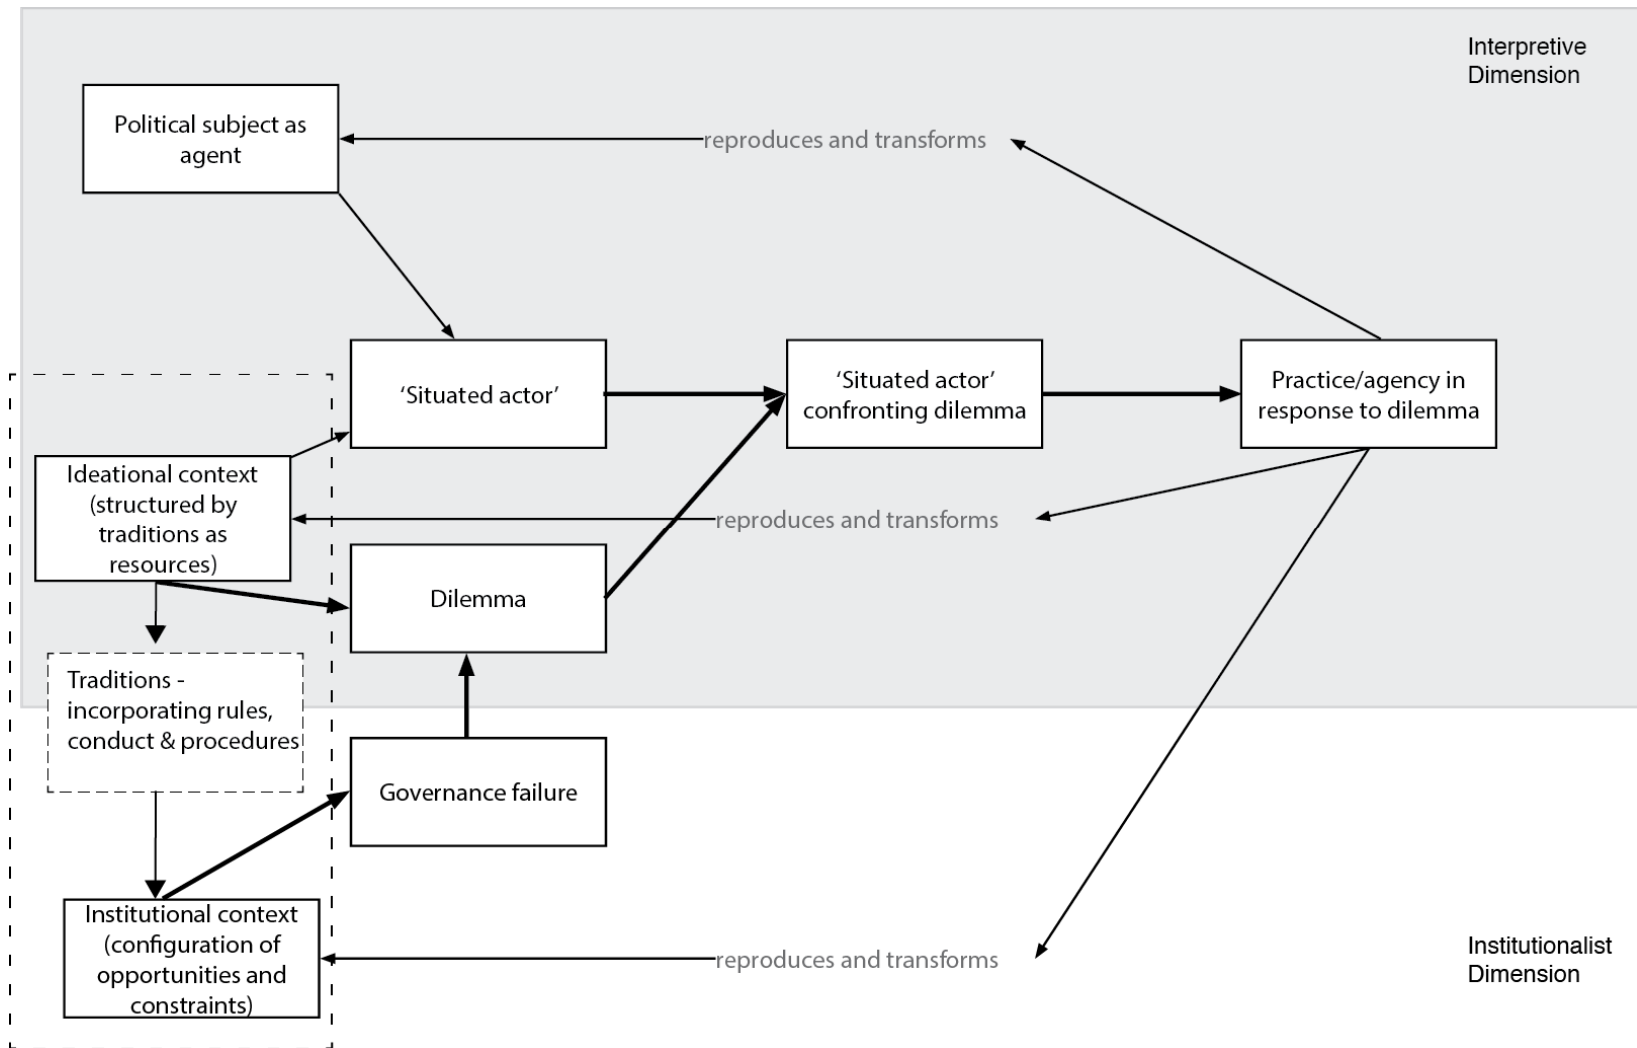 Interpretive
Dimension
Political subject as
agent
reproduces and transforms
‘Situated actor’
‘Situated actor’
confronting dilemma
Practice/agency in
response to dilemma
Ideational context
(structured by
traditions as
resources)
reproduces and transforms
Dilemma
Traditions -
incorporating rules,
conduct & procedures
Governance failure
Institutional context
(configuration of
opportunities and
constraints)
reproduces and transforms
Institutionalist
Dimension